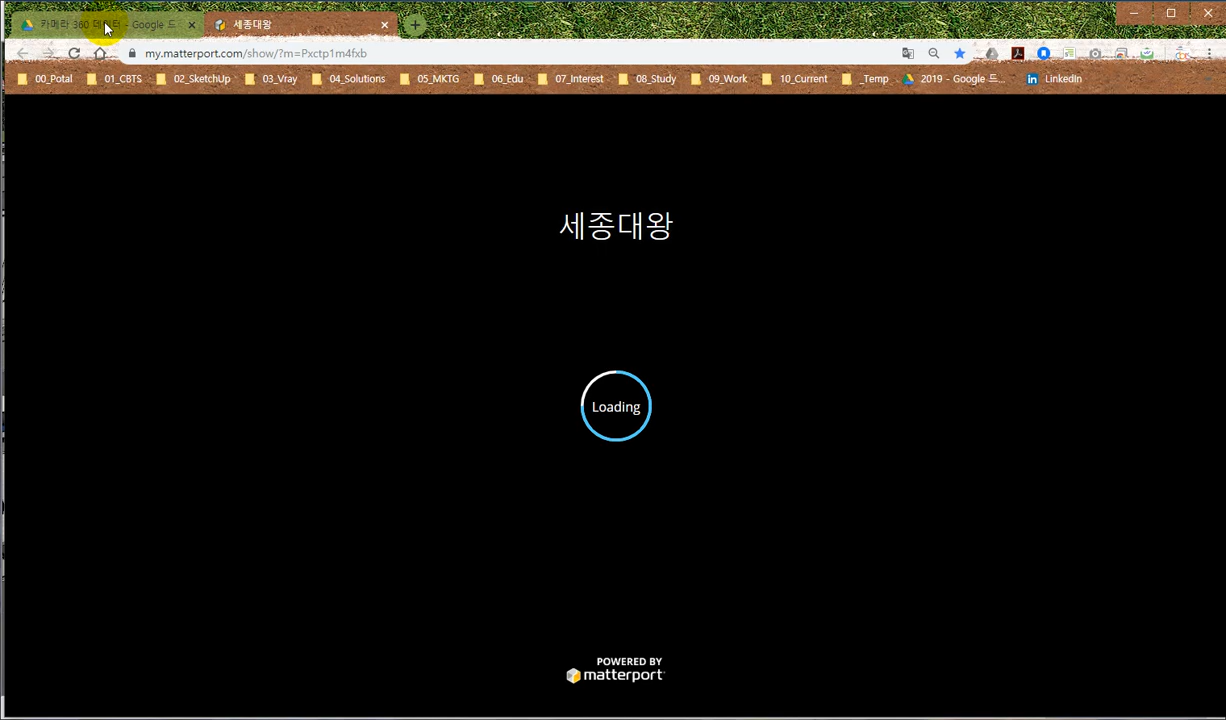 카메라 360 데이터 - Google 드
세종대왕
my.matterport.com/show/?m=Pxctp1m4fxb
00_Potal 01_CBTS 02_SketchUp 03_Vray 04_Solutions 05_MKTG 06_Edu 07_Interest 08_Study 09_Work 10_Current _Temp 2019 - Google 드... LinkedIn
세종대왕
Loading
POWERED BY
matterport